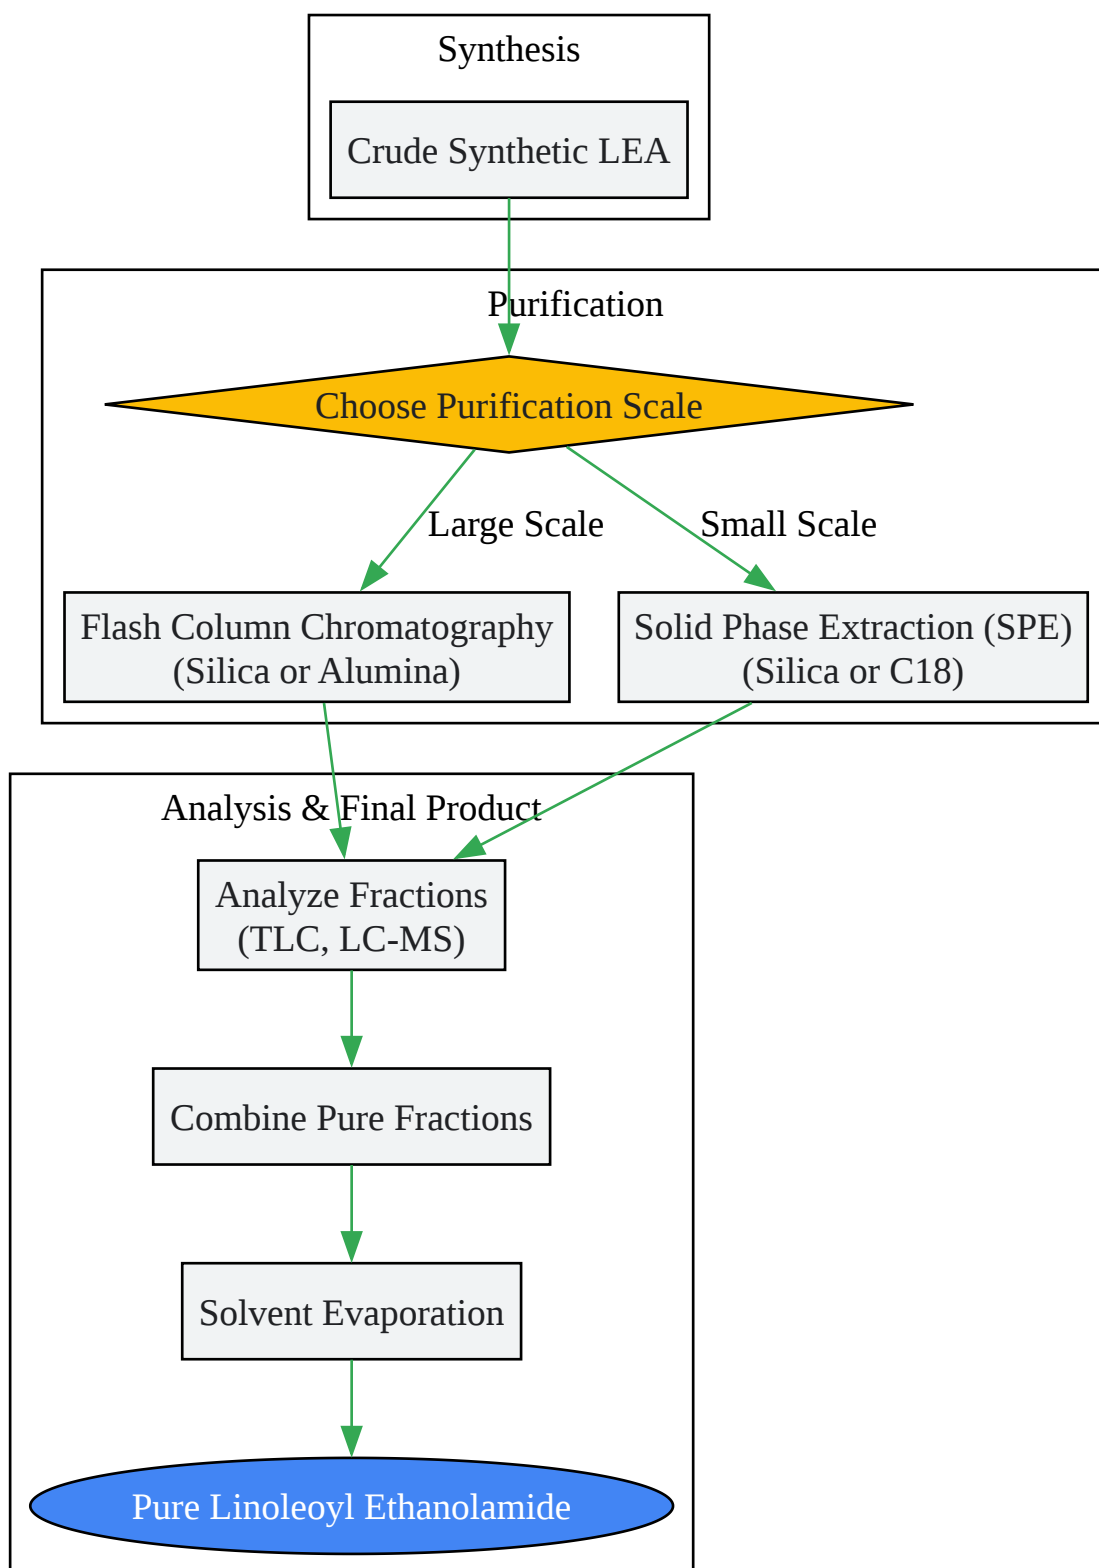 Synthesis
Crude Synthetic LEA
Purification
Choose Purification Scale
Large Scale
Small Scale
Flash Column Chromatography
(Silica or Alumina)
Solid Phase Extraction (SPE)
(Silica or C18)
Analysis & Final Product
Analyze Fractions
(TLC, LC-MS)
Combine Pure Fractions
Solvent Evaporation
Pure Linoleoyl Ethanolamide